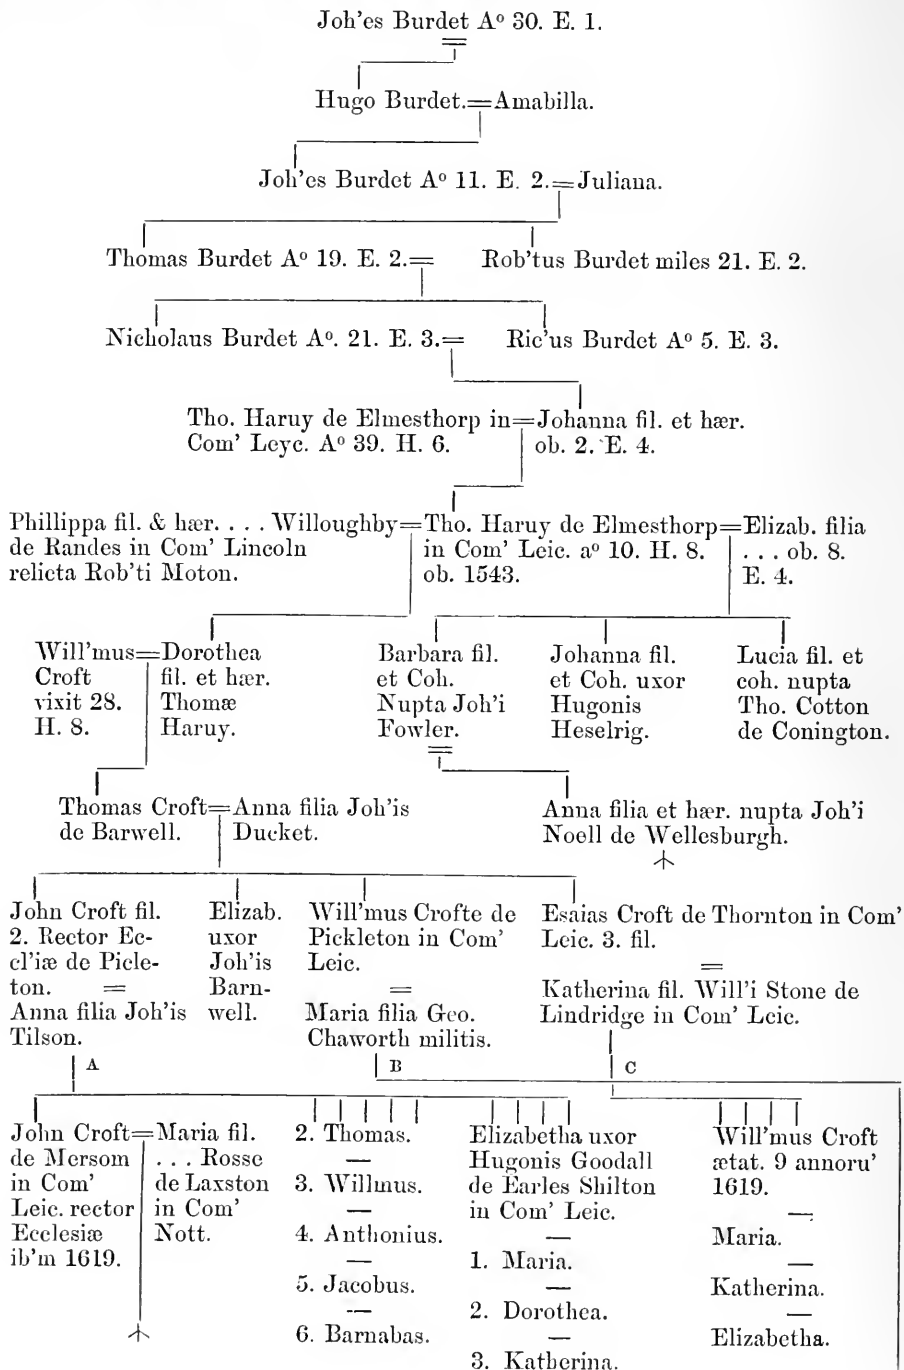 Joh'es Burdet Aº 30. E. 1.
Hugo Burdet.=Amabilla.
Joh'es Burdet Aº 11. E. 2.=Juliana.
Thomas Burdet Aº 19. E. 2.=
Rob'tus Burdet miles 21. E. 2.
Nicholaus Burdet Aº. 21. E. 3.=
Ric'us Burdet Aº 5. E. 3.
Tho. Haruy de Elmesthorp in=
Com' Leyc. Aº 39. H. 6.
Johanna fil. et hær.
ob. 2. E. 4.
Phillippa fil. & hær. . . . . Willoughby=
de Randes in Com' Lincoln
relicta Rob'ti Moton.
Tho. Haruy de Elmesthorp=
in Com' Leic. aº 10. H. 8.
ob. 1543.
Elizab. filia
. . . ob. 8.
E. 4.
Will'mus=
Croft
vixit 28.
H. 8.
Dorothea
fil. et hær.
Thomæ
Haruy.
Barbara fil.
et Coh.
Nupta Joh'i
Fowler.
Johanna fil.
et Coh. uxor
Hugonis
Heselrig.
Lucia fil. et
coh. nupta
Tho. Cotton
de Conington.
Thomas Croft=
de Barwell.
Anna filia Joh'is
Ducket.
Anna filia et hær. nupta Joh'i
Noell de Wellesburgh.
John Croft fil.
2. Rector Ec-
cl'iæ de Picle-
ton. =
Anna filia Joh'is
Tilson.
Elizab.
uxor
Joh'is
Barn-
well.
Will'mus Crofte de
Pickleton in Com'
Leic.
=
Maria filia Geo.
Chaworth militis.
Esaias Croft de Thornton in Com'
Leic. 3. fil.
=
Katherina fil. Will'i Stone de
Lindridge in Com' Leic.
A
B
C
John Croft=
de Mersom
in Com'
Leic. rector
Ecclesiæ
ib'm 1619.
Maria fil.
. . . Rosse
de Laxston
in Com'
Nott.
2. Thomas.
—
3. Willmus.
—
4. Anthonius.
—
5. Jacobus.
—
6. Barnabas.
Elizabetha uxor
Hugonis Goodall
de Earles Shilton
in Com' Leic.
—
1. Maria.
—
2. Dorothea.
—
3. Katherina.
Will'mus Croft
ætat. 9 annoru'
1619.
—
Maria.
—
Katherina.
—
Elizabetha.